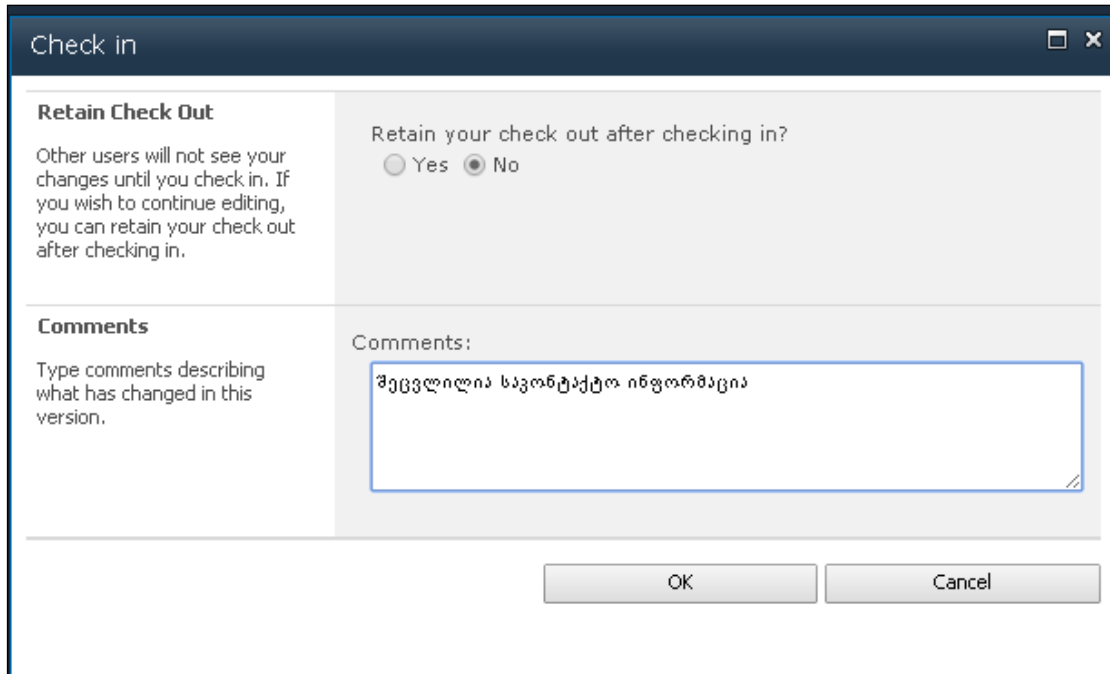 Check in
Retain Check Out
Other users will not see your
changes until you check in. If
you wish to continue editing,
you can retain your check out
after checking in.
Retain your check out after checking in?
Yes No
Comments
Type comments describing
what has changed in this
version.
Comments:
შეცვლილია საკონტაქტო ინფორმაცია
OK Cancel